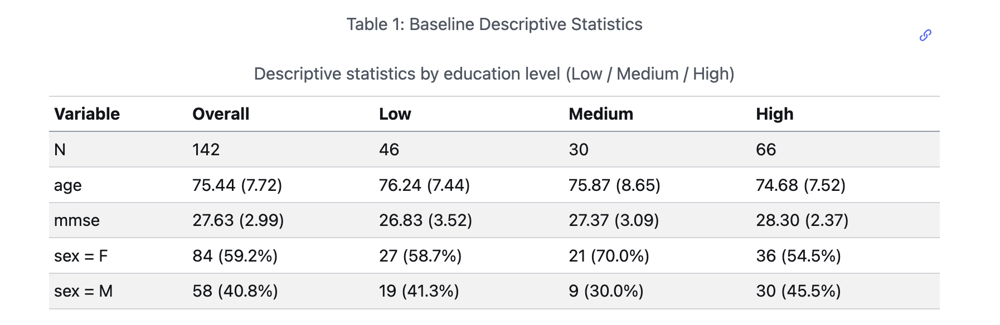 Table 1: Baseline Descriptive Statistics
Descriptive statistics by education level (Low / Medium / High)
Variable Overall Low Medium High
N 142 46 30 66
age 75.44 (7.72) 76.24 (7.44) 75.87 (8.65) 74.68 (7.52)
mmse 27.63 (2.99) 26.83 (3.52) 27.37 (3.09) 28.30 (2.37)
sex = F 84 (59.2%) 27 (58.7%) 21 (70.0%) 36 (54.5%)
sex = M 58 (40.8%) 19 (41.3%) 9 (30.0%) 30 (45.5%)